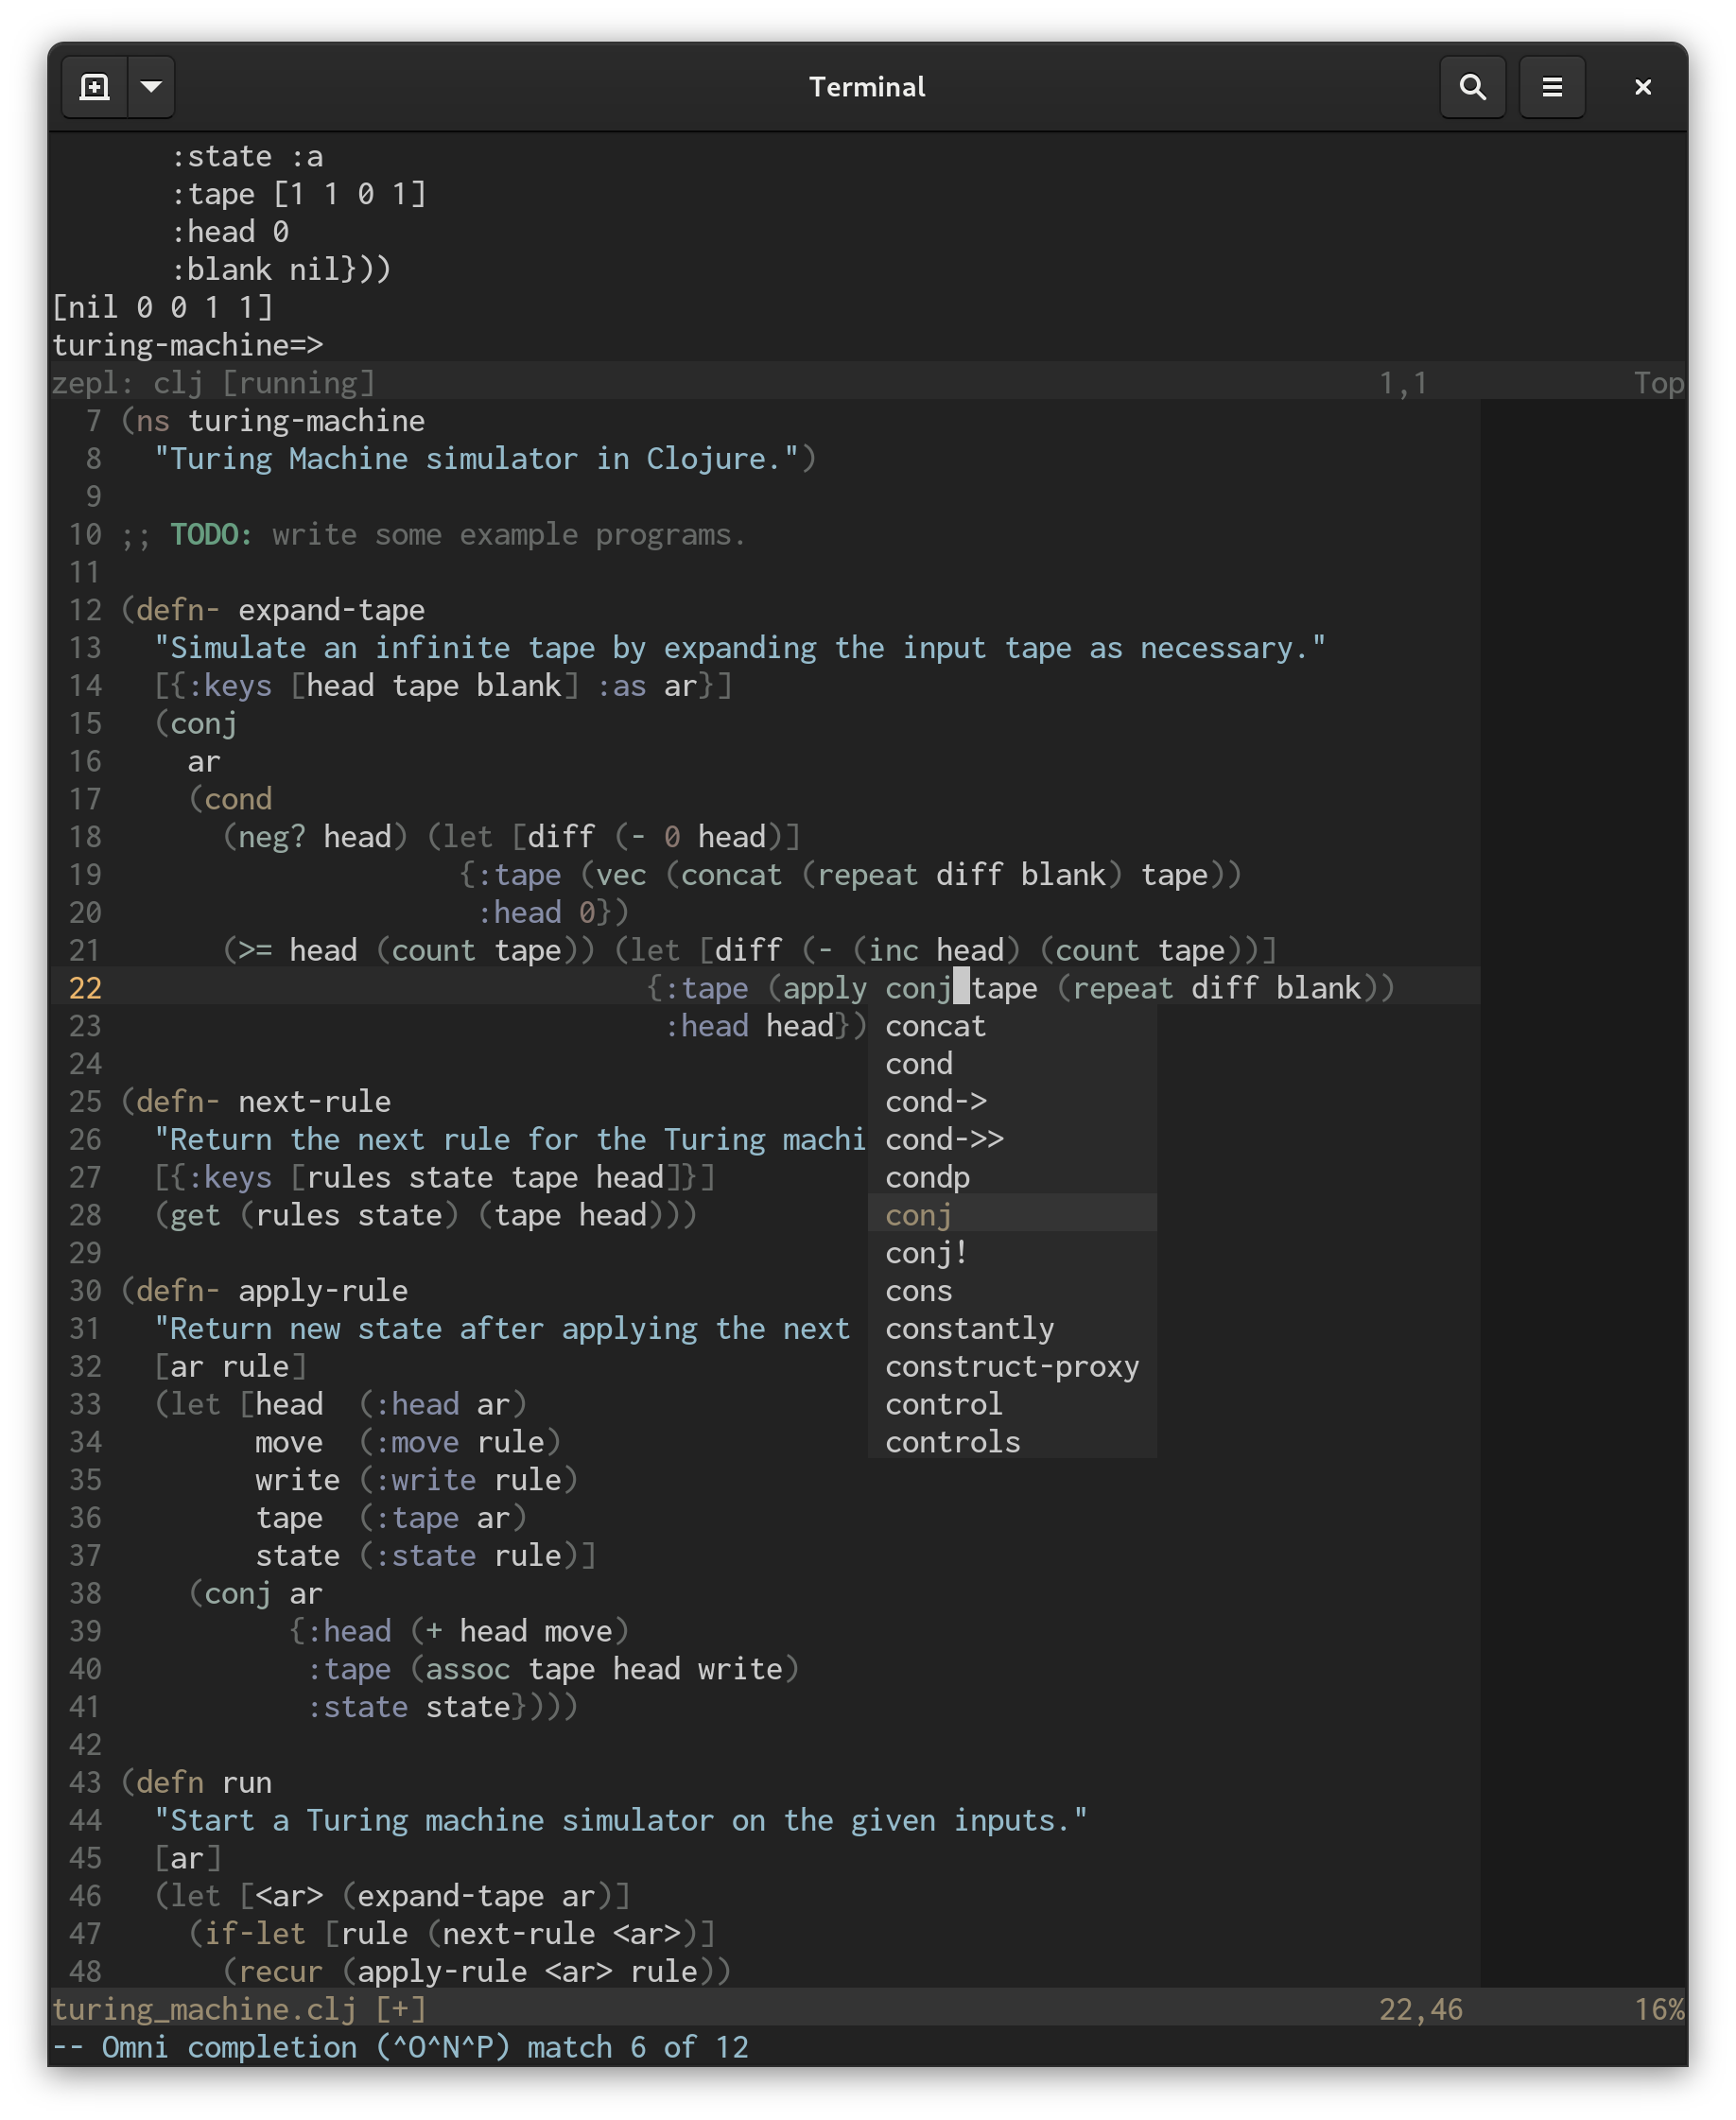 Terminal
:state :a
:tape [1 1 0 1]
:head 0
:blank nil}))
[nil 0 0 1 1]
turing-machine=>
zepl: clj [running] 1,1 Top
7 (ns turing-machine
8 "Turing Machine simulator in Clojure.")
9
10 ;; TODO: write some example programs.
11
12 (defn- expand-tape
13 "Simulate an infinite tape by expanding the input tape as necessary."
14 [{:keys [head tape blank] :as ar}]
15 (conj
16 ar
17 (cond
18 (neg? head) (let [diff (- 0 head)]
19 {:tape (vec (concat (repeat diff blank) tape))
20 :head 0})
21 (>= head (count tape)) (let [diff (- (inc head) (count tape))]
22 {:tape (apply conj tape (repeat diff blank))
23 :head head}) concat
24 cond
25 (defn- next-rule cond->
26 "Return the next rule for the Turing machi cond->>
27 [{:keys [rules state tape head]}] condp
28 (get (rules state) (tape head))) conj
29 conj!
30 (defn- apply-rule cons
31 "Return new state after applying the next constantly
32 [ar rule] construct-proxy
33 (let [head (:head ar) control
34 move (:move rule) controls
35 write (:write rule)
36 tape (:tape ar)
37 state (:state rule)]
38 (conj ar
39 {:head (+ head move)
40 :tape (assoc tape head write)
41 :state state})))
42
43 (defn run
44 "Start a Turing machine simulator on the given inputs."
45 [ar]
46 (let [<ar> (expand-tape ar)]
47 (if-let [rule (next-rule <ar>)]
48 (recur (apply-rule <ar> rule))
turing_machine.clj [+] 22,46 16%
-- Omni completion (^O^N^P) match 6 of 12